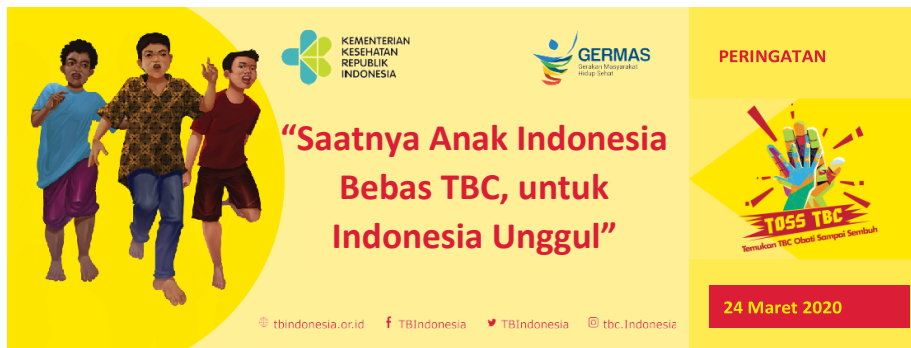 KEMENTERIAN
KESEHATAN
REPUBLIK
INDONESIA
GERMAS
Gerakan Masyarakat
Hidup Sehat
PERINGATAN
“Saatnya Anak Indonesia
Bebas TBC, untuk
Indonesia Unggul”
TOSS TBC
Temukan TBC Obati Sampai Sembuh
24 Maret 2020
tbindonesia.or.id TBIndonesia TBIndonesia tbc.Indonesia